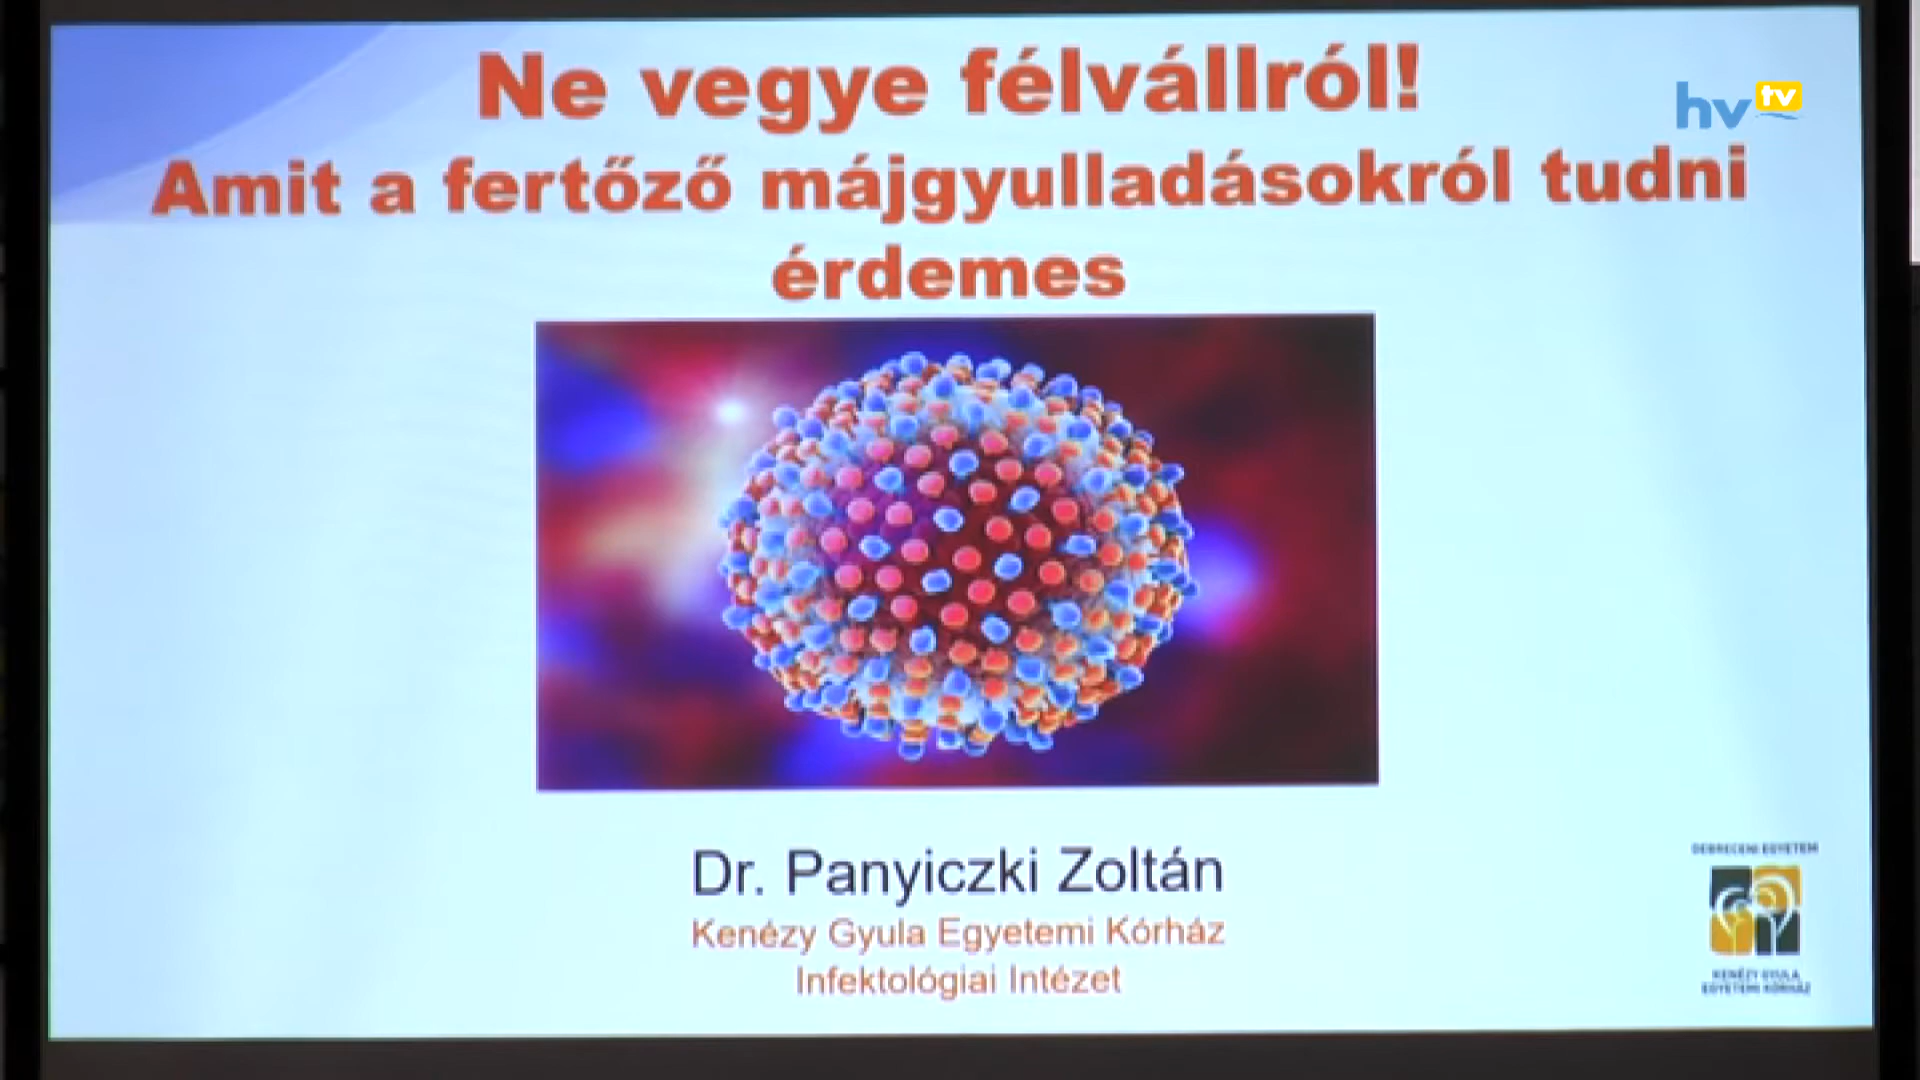 Ne vegye félvállról!
hv tv
Amit a fertőző májgyulladásokról tudni
érdemes
Dr. Panyiczki Zoltán
Kenézy Gyula Egyetemi Kórház
Infektológiai Intézet
DEBRECENI EGYETEM
KENÉZY GYULA
EGYETEMI KÓRHÁZ